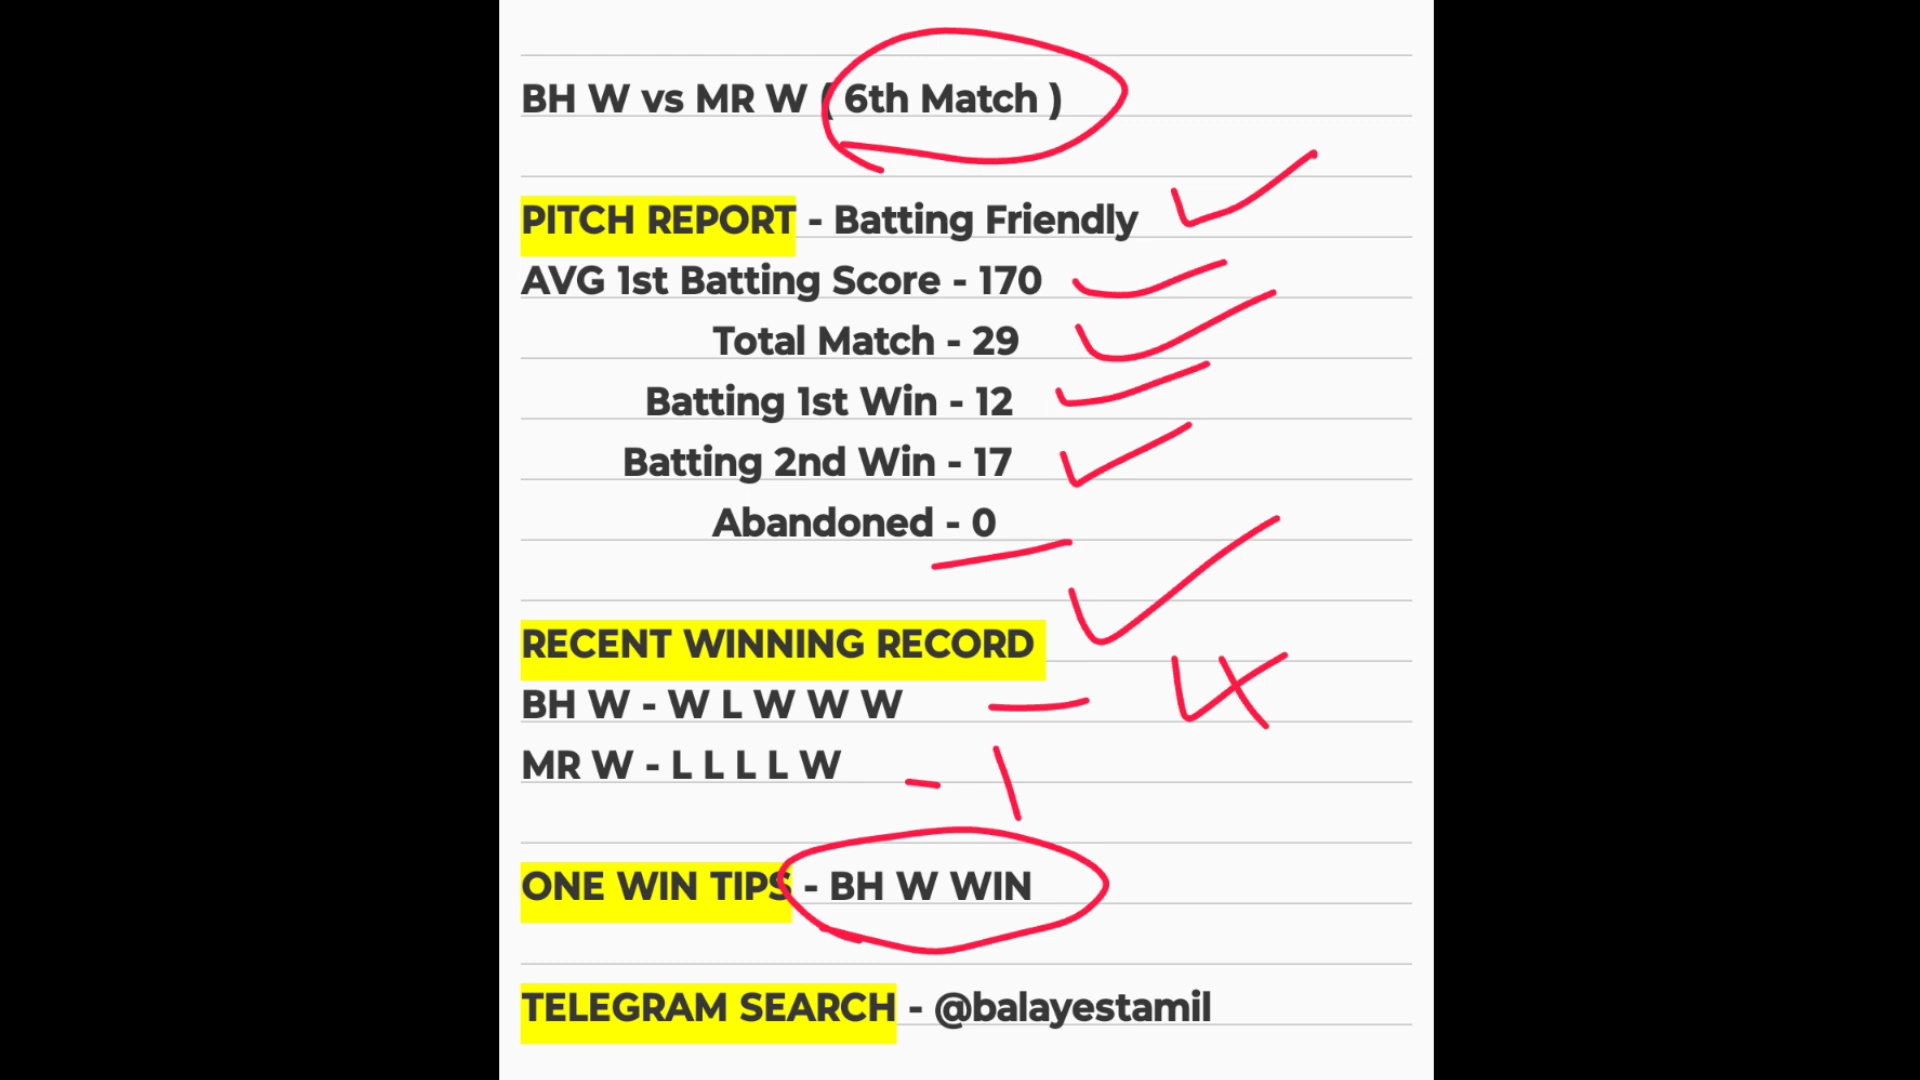 BH W vs MR W ( 6th Match )
PITCH REPORT - Batting Friendly
AVG 1st Batting Score - 170
Total Match - 29
Batting 1st Win - 12
Batting 2nd Win - 17
Abandoned - 0
RECENT WINNING RECORD
BH W - W L W W W - 4
MR W - L L L L W - 1
ONE WIN TIPS - BH W WIN
TELEGRAM SEARCH - @balayestamil